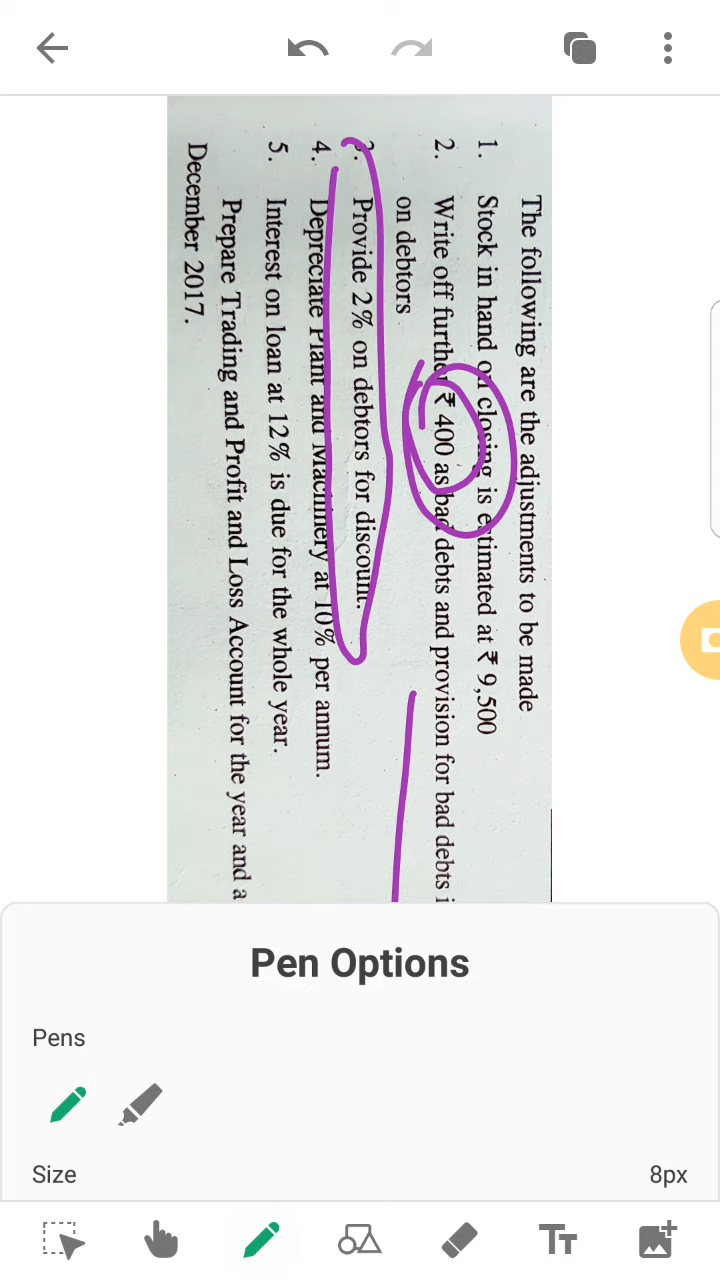 The following are the adjustments to be made
1. Stock in hand on closing is estimated at ₹ 9,500
2. Write off further ₹ 400 as bad debts and provision for bad debts i
on debtors
3. Provide 2% on debtors for discount.
4. Depreciate Plant and Machinery at 10% per annum.
5. Interest on loan at 12% is due for the whole year.
Prepare Trading and Profit and Loss Account for the year and a
December 2017.
Pen Options
Pens
Size 8px
TT